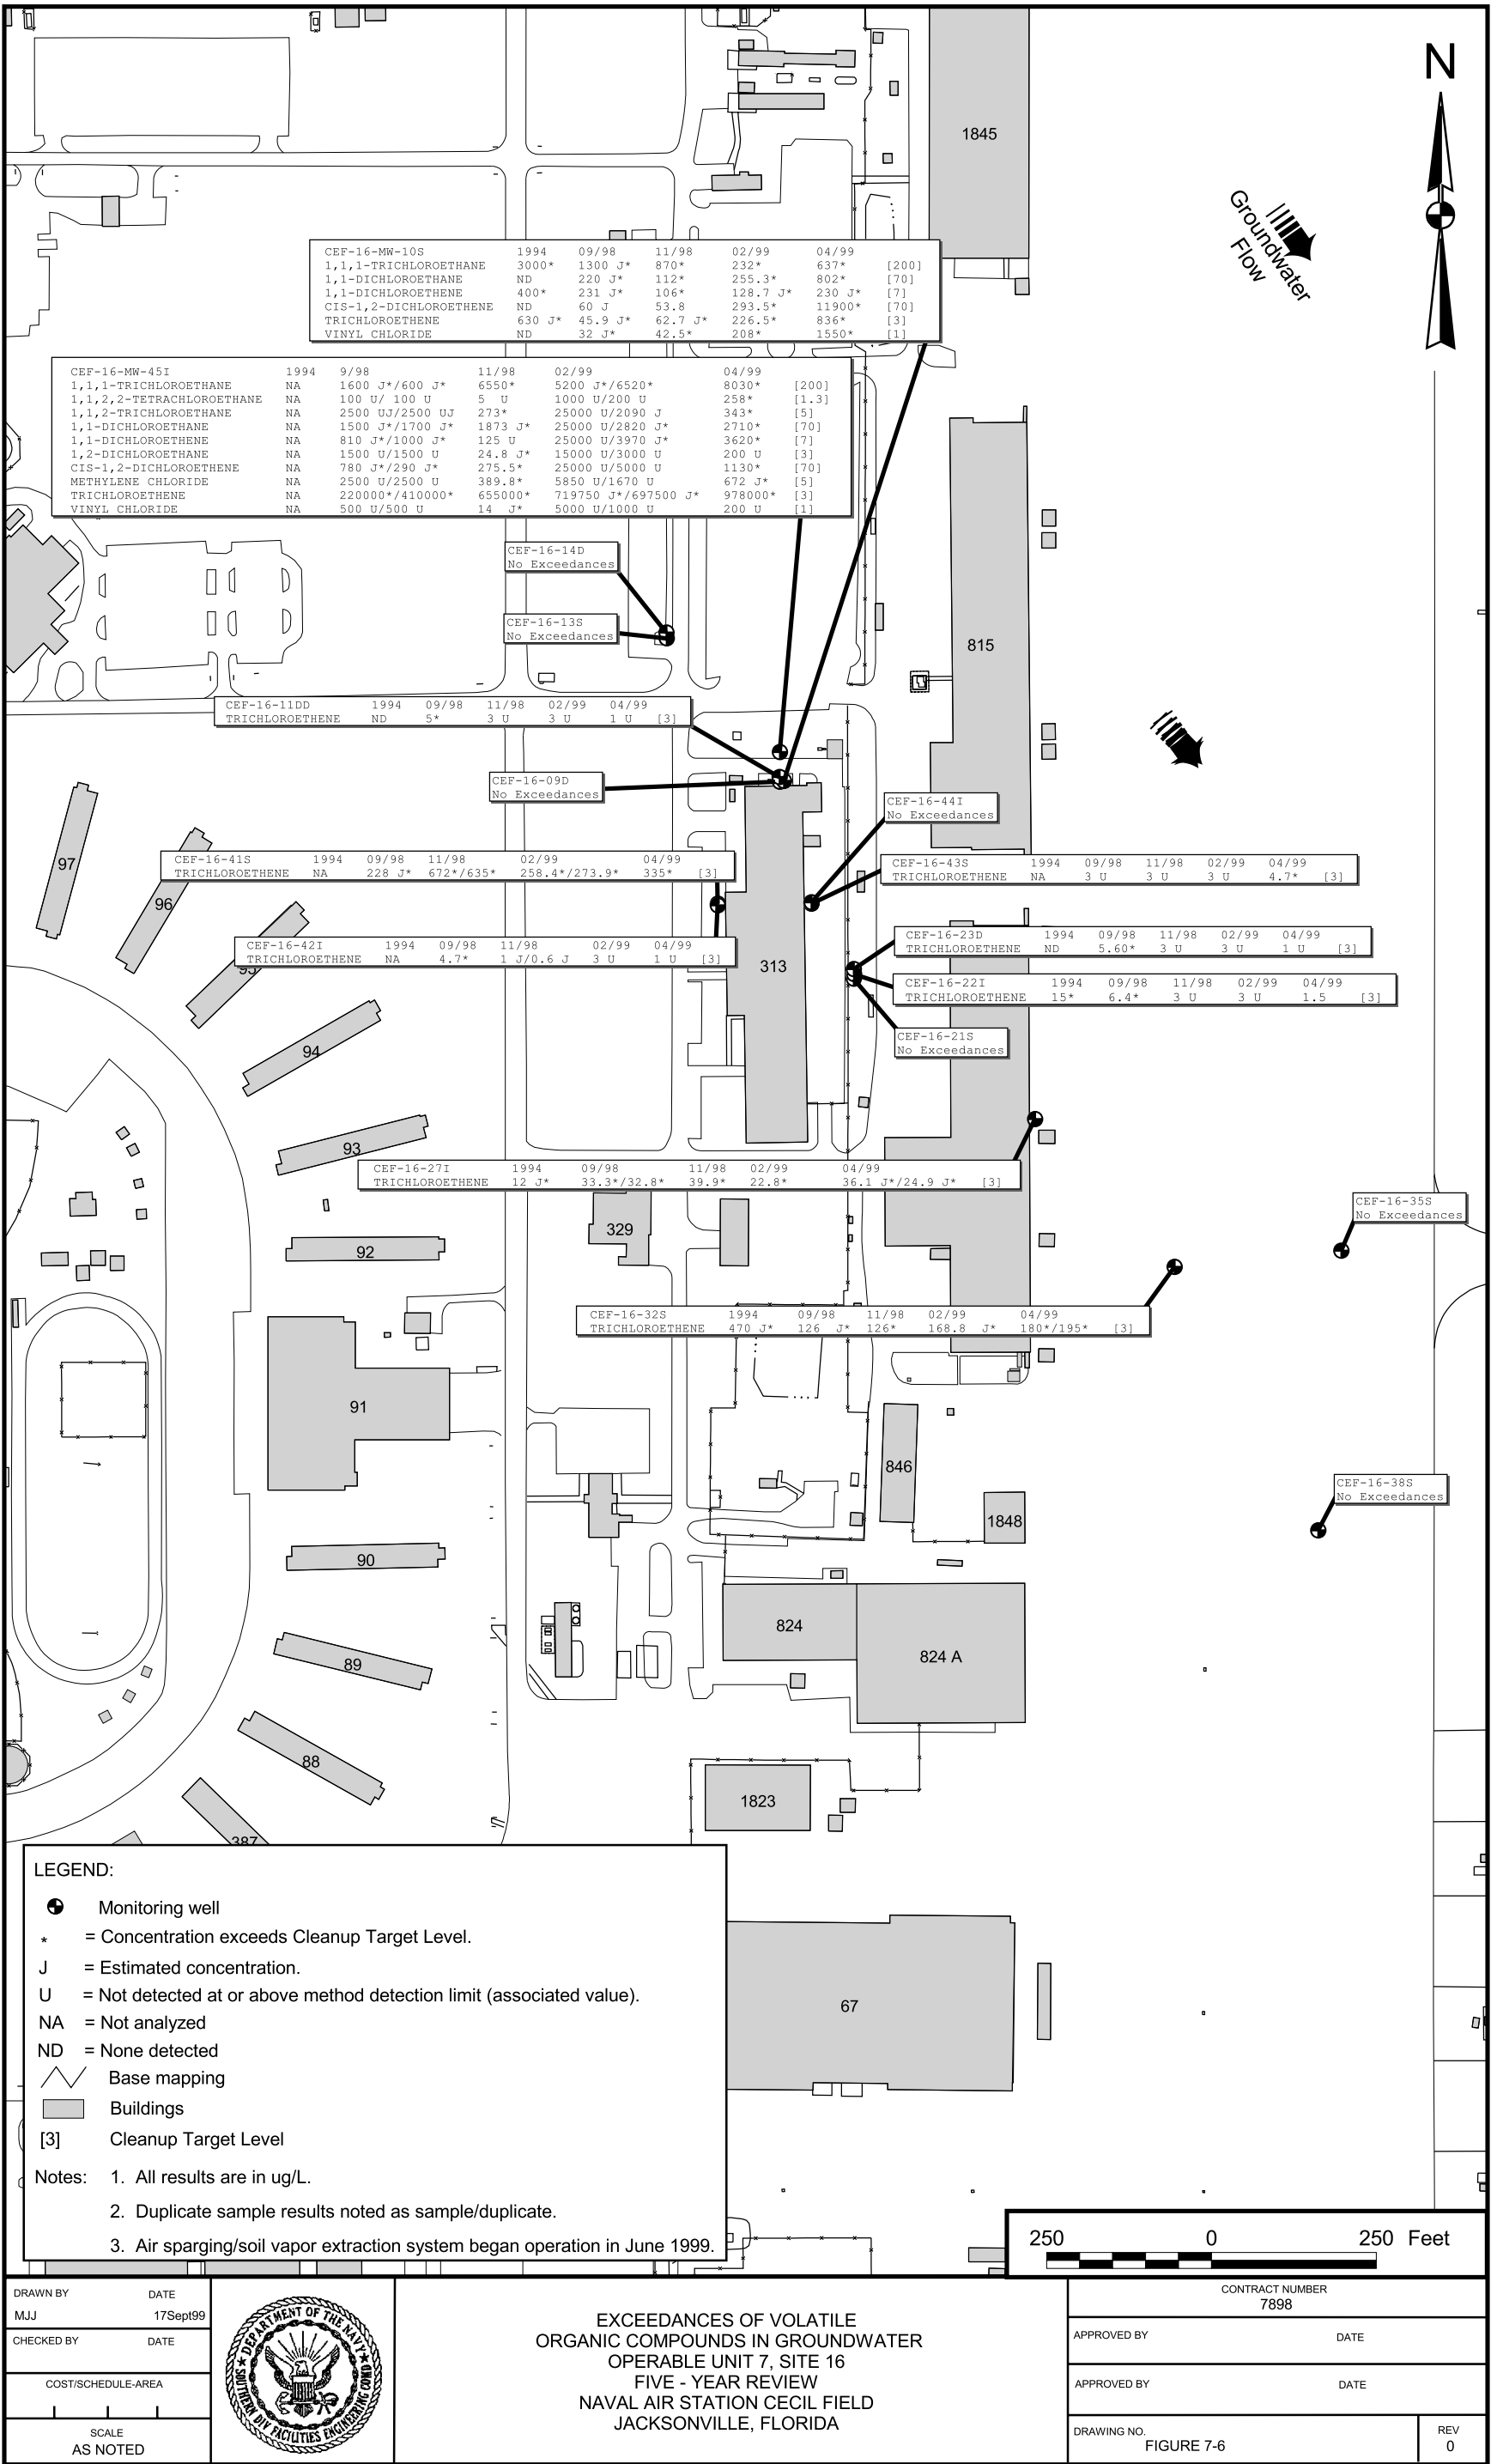 N
1845
Groundwater
Flow
CEF-16-MW-10S 1994 09/98 11/98 02/99 04/99
1,1,1-TRICHLOROETHANE 3000* 1300 J* 870* 232* 637* [200]
1,1-DICHLOROETHANE ND 220 J* 112* 255.3* 802* [70]
1,1-DICHLOROETHENE 400* 231 J* 106* 128.7 J* 230 J* [7]
CIS-1,2-DICHLOROETHENE ND 60 J 53.8 293.5* 11900* [70]
TRICHLOROETHENE 630 J* 45.9 J* 62.7 J* 226.5* 836* [3]
VINYL CHLORIDE ND 32 J* 42.5* 208* 1550* [1]
CEF-16-MW-45I 1994 9/98 11/98 02/99 04/99
1,1,1-TRICHLOROETHANE NA 1600 J*/600 J* 6550* 5200 J*/6520* 8030* [200]
1,1,2,2-TETRACHLOROETHANE NA 100 U/ 100 U 5 U 1000 U/200 U 258* [1.3]
1,1,2-TRICHLOROETHANE NA 2500 UJ/2500 UJ 273* 25000 U/2090 J 343* [5]
1,1-DICHLOROETHANE NA 1500 J*/1700 J* 1873 J* 25000 U/2820 J* 2710* [70]
1,1-DICHLOROETHENE NA 810 J*/1000 J* 125 U 25000 U/3970 J* 3620* [7]
1,2-DICHLOROETHANE NA 1500 U/1500 U 24.8 J* 15000 U/3000 U 200 U [3]
CIS-1,2-DICHLOROETHENE NA 780 J*/290 J* 275.5* 25000 U/5000 U 1130* [70]
METHYLENE CHLORIDE NA 2500 U/2500 U 389.8* 5850 U/1670 U 672 J* [5]
TRICHLOROETHENE NA 220000*/410000* 655000* 719750 J*/697500 J* 978000* [3]
VINYL CHLORIDE NA 500 U/500 U 14 J* 5000 U/1000 U 200 U [1]
CEF-16-14D
No Exceedances
CEF-16-13S
No Exceedances
815
CEF-16-11DD 1994 09/98 11/98 02/99 04/99
TRICHLOROETHENE ND 5* 3 U 3 U 1 U [3]
CEF-16-09D
No Exceedances
CEF-16-44I
No Exceedances
97
CEF-16-41S 1994 09/98 11/98 02/99 04/99
TRICHLOROETHENE NA 228 J* 672*/635* 258.4*/273.9* 335* [3]
CEF-16-43S 1994 09/98 11/98 02/99 04/99
TRICHLOROETHENE NA 3 U 3 U 3 U 4.7* [3]
96
CEF-16-42I 1994 09/98 11/98 02/99 04/99
TRICHLOROETHENE NA 4.7* 1 J/0.6 J 3 U 1 U [3]
95
313
CEF-16-23D 1994 09/98 11/98 02/99 04/99
TRICHLOROETHENE ND 5.60* 3 U 3 U 1 U [3]
CEF-16-22I 1994 09/98 11/98 02/99 04/99
TRICHLOROETHENE 15* 6.4* 3 U 3 U 1.5 [3]
CEF-16-21S
No Exceedances
94
93
CEF-16-27I 1994 09/98 11/98 02/99 04/99
TRICHLOROETHENE 12 J* 33.3*/32.8* 39.9* 22.8* 36.1 J*/24.9 J* [3]
329
92
CEF-16-35S
No Exceedances
CEF-16-32S 1994 09/98 11/98 02/99 04/99
TRICHLOROETHENE 470 J* 126 J* 126* 168.8 J* 180*/195* [3]
91
846
1848
CEF-16-38S
No Exceedances
90
824
824 A
89
88
1823
387
67
LEGEND:
Monitoring well
* = Concentration exceeds Cleanup Target Level.
J = Estimated concentration.
U = Not detected at or above method detection limit (associated value).
NA = Not analyzed
ND = None detected
Base mapping
Buildings
[3] Cleanup Target Level
Notes: 1. All results are in ug/L.
2. Duplicate sample results noted as sample/duplicate.
3. Air sparging/soil vapor extraction system began operation in June 1999.
250 0 250 Feet
DRAWN BY DATE
MJJ 17Sept99
CHECKED BY DATE
COST/SCHEDULE-AREA
SCALE
AS NOTED
DEPARTMENT OF THE NAVY
SOUTHERN DIV FACILITIES ENGINEERING COMD
EXCEEDANCES OF VOLATILE
ORGANIC COMPOUNDS IN GROUNDWATER
OPERABLE UNIT 7, SITE 16
FIVE - YEAR REVIEW
NAVAL AIR STATION CECIL FIELD
JACKSONVILLE, FLORIDA
CONTRACT NUMBER
7898
APPROVED BY DATE
APPROVED BY DATE
DRAWING NO.
FIGURE 7-6
REV
0